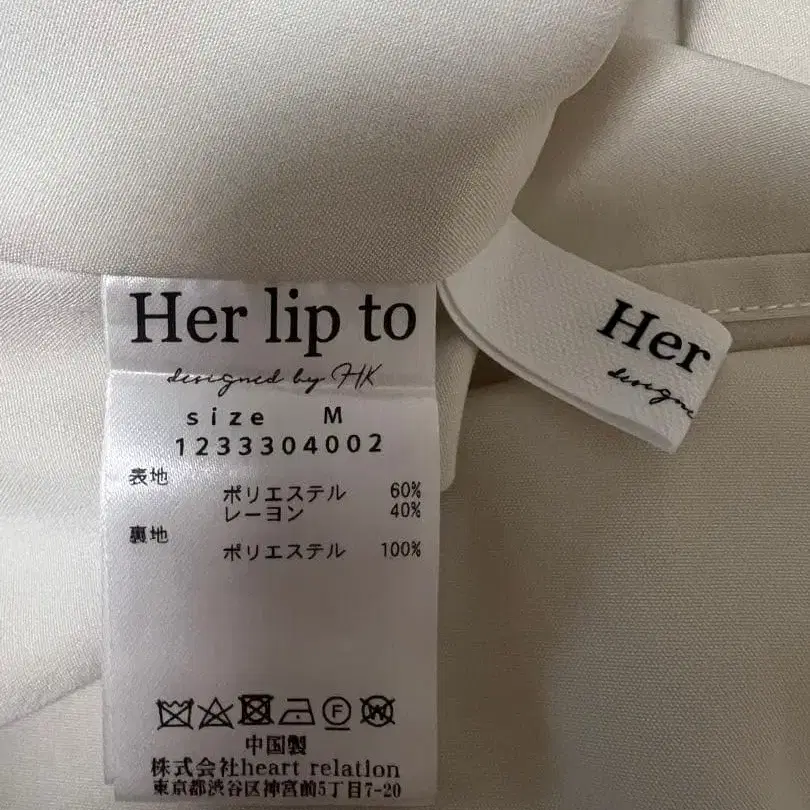 Her lip to
designed by HK
size M
1233304002
表地
ポリエステル 60%
レーヨン 40%
裏地
ポリエステル 100%
F
W
中国製
株式会社heart relation
東京都渋谷区神宮前5丁目7-20
Her
designe